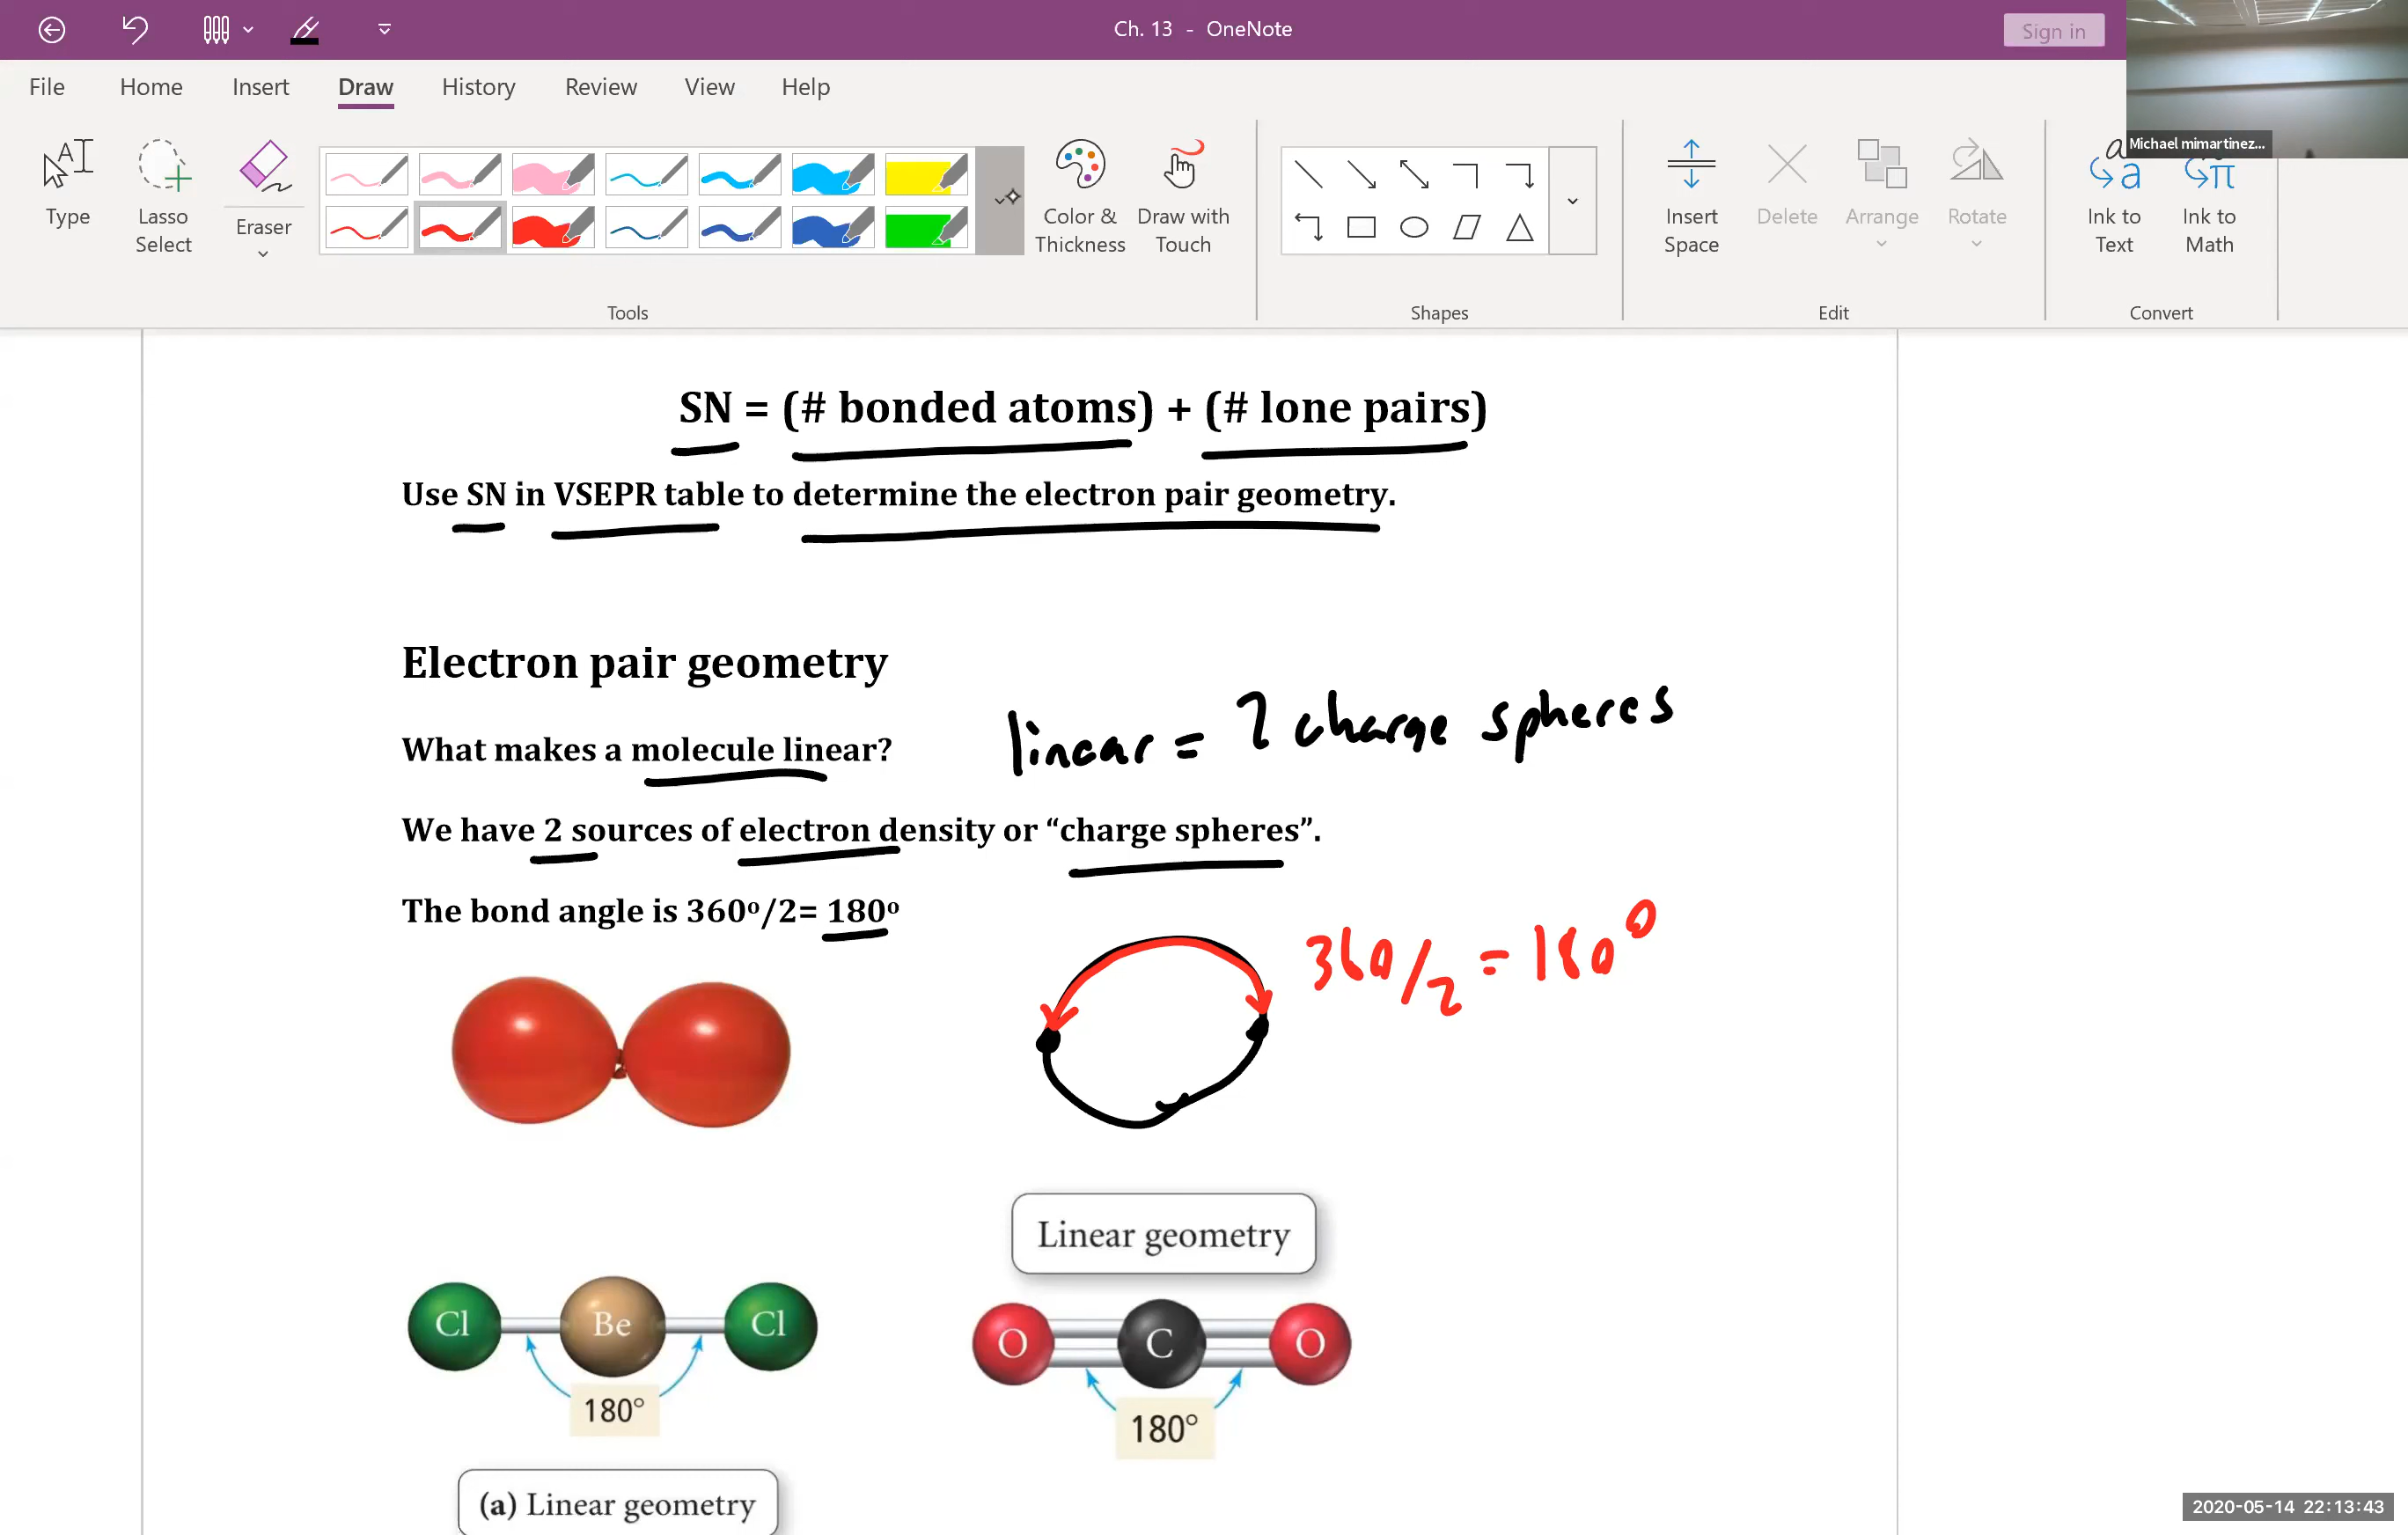 Ch. 13 - OneNote
Sign in
File Home Insert Draw History Review View Help
Michael mimartinez...
Type
Lasso
Select
Eraser
Color &
Thickness
Draw with
Touch
Insert
Space
Delete
Arrange
Rotate
Ink to
Text
Ink to
Math
Tools
Shapes
Edit
Convert
SN = (# bonded atoms) + (# lone pairs)
Use SN in VSEPR table to determine the electron pair geometry.
Electron pair geometry
linear = 2 charge spheres
What makes a molecule linear?
We have 2 sources of electron density or “charge spheres”.
The bond angle is 360º/2= 180º
360/2 = 180°
Linear geometry
Cl Be Cl
180°
O C O
180°
(a) Linear geometry
2020-05-14 22:13:43